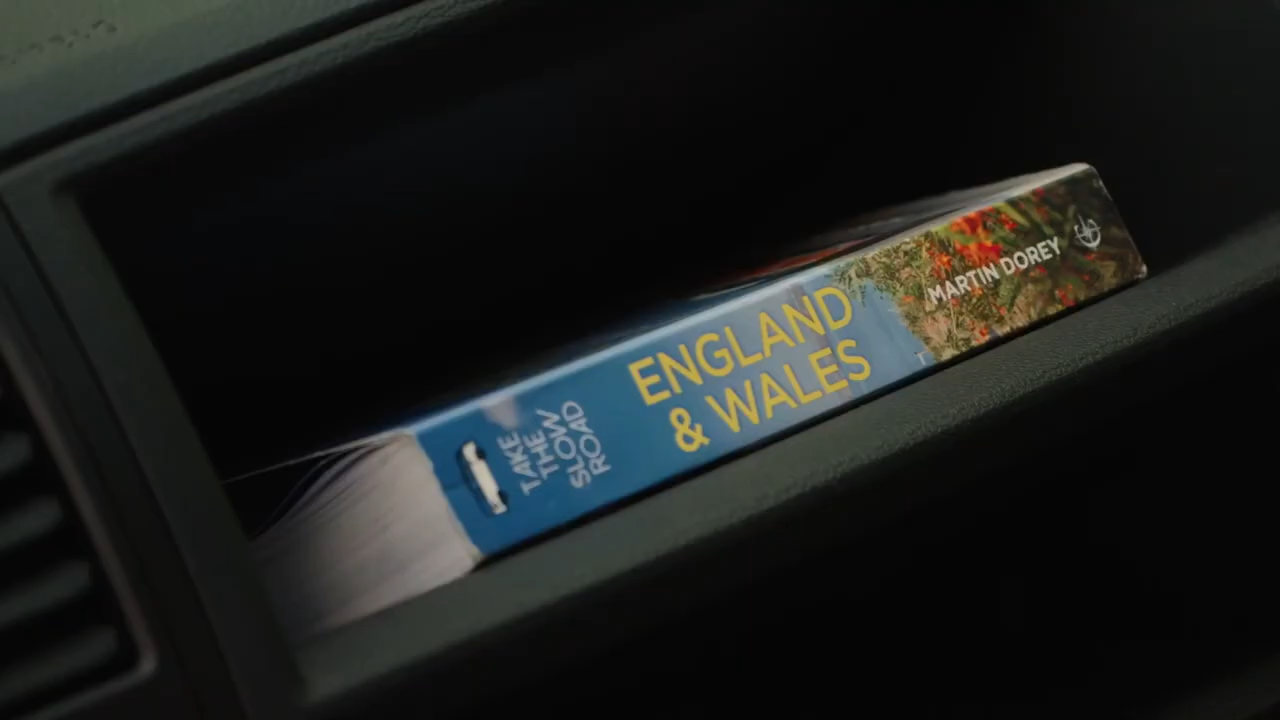 TAKE
THE
SLOW
ROAD
ENGLAND
& WALES
MARTIN DOREY